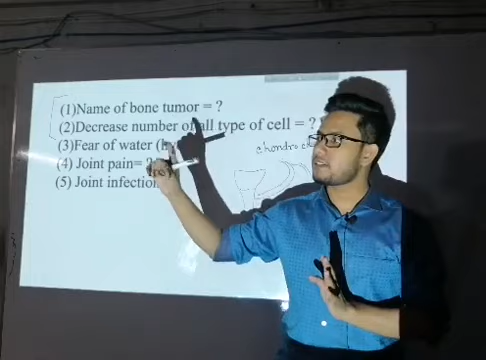 (1)Name of bone tumor = ?
(2)Decrease number of all type of cell = ?
(3)Fear of water
(4) Joint pain= ?
(5) Joint infection
chondro